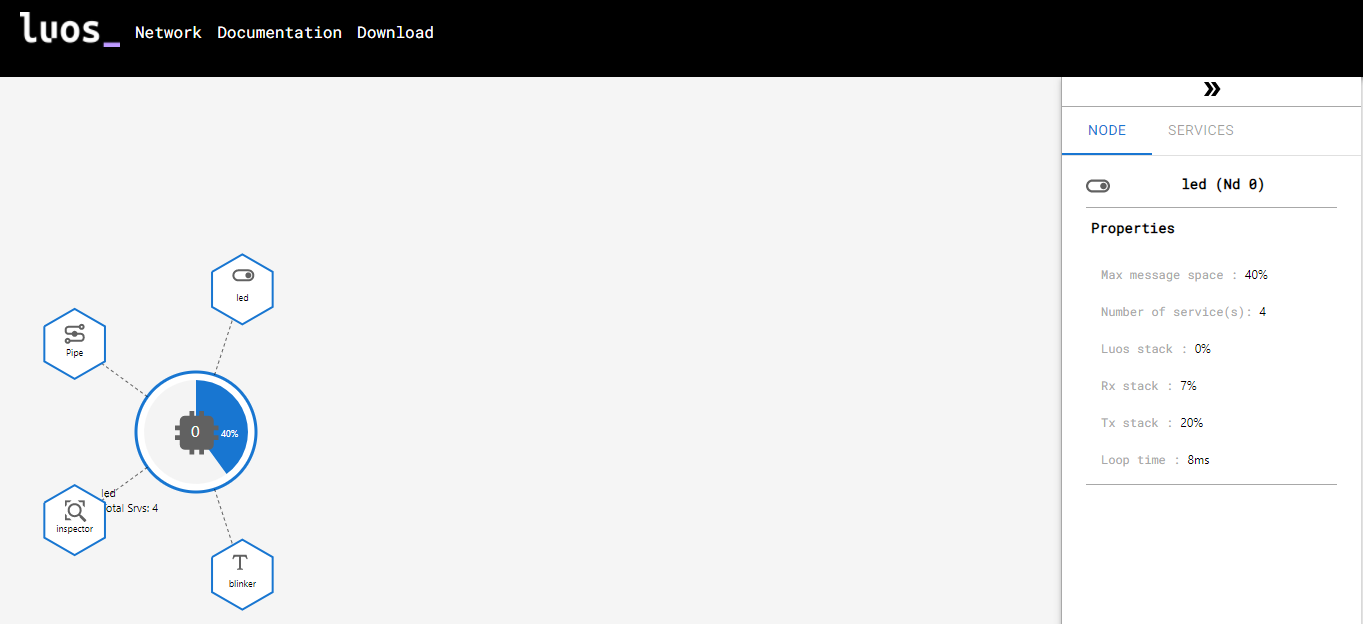 luos_ Network Documentation Download
NODE SERVICES
led (Nd 0)
Properties
Max message space : 40%
Number of service(s): 4
Luos stack : 0%
Rx stack : 7%
Tx stack : 20%
Loop time : 8ms
led
Pipe
0 40%
led
otal Srvs: 4
inspector
blinker